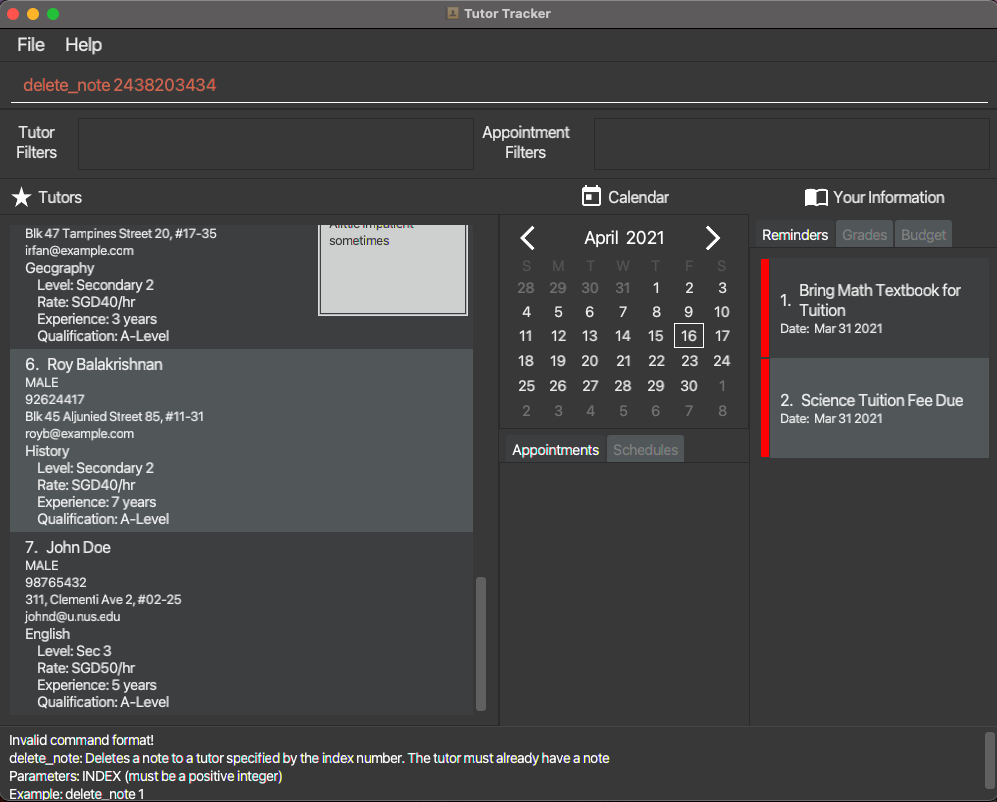 Tutor Tracker
File Help
delete_note 2438203434
Tutor
Filters
Appointment
Filters
Tutors
Calendar
Your Information
Blk 47 Tampines Street 20, #17-35
irfan@example.com
Geography
Level: Secondary 2
Rate: SGD40/hr
Experience: 3 years
Qualification: A-Level
sometimes
6. Roy Balakrishnan
MALE
92624417
Blk 45 Aljunied Street 85, #11-31
royb@example.com
History
Level: Secondary 2
Rate: SGD40/hr
Experience: 7 years
Qualification: A-Level
7. John Doe
MALE
98765432
311, Clementi Ave 2, #02-25
johnd@u.nus.edu
English
Level: Sec 3
Rate: SGD50/hr
Experience: 5 years
Qualification: A-Level
April 2021
S M T W T F S
28 29 30 31 1 2 3
4 5 6 7 8 9 10
11 12 13 14 15 16 17
18 19 20 21 22 23 24
25 26 27 28 29 30 1
2 3 4 5 6 7 8
Appointments Schedules
Reminders Grades Budget
1. Bring Math Textbook for
Tuition
Date: Mar 31 2021
2. Science Tuition Fee Due
Date: Mar 31 2021
Invalid command format!
delete_note: Deletes a note to a tutor specified by the index number. The tutor must already have a note
Parameters: INDEX (must be a positive integer)
Example: delete_note 1